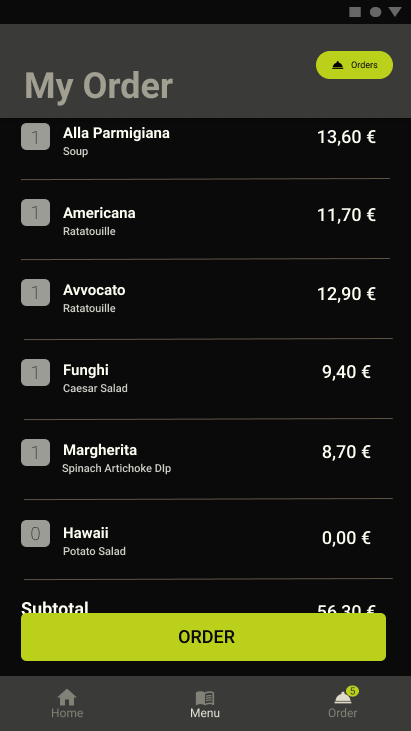 Orders
My Order
1 Alla Parmigiana 13,60 €
Soup
1 Americana 11,70 €
Ratatouille
1 Avvocato 12,90 €
Ratatouille
1 Funghi 9,40 €
Caesar Salad
1 Margherita 8,70 €
Spinach Artichoke DIp
0 Hawaii 0,00 €
Potato Salad
Subtotal 56,30 €
ORDER
5
Home Menu Order